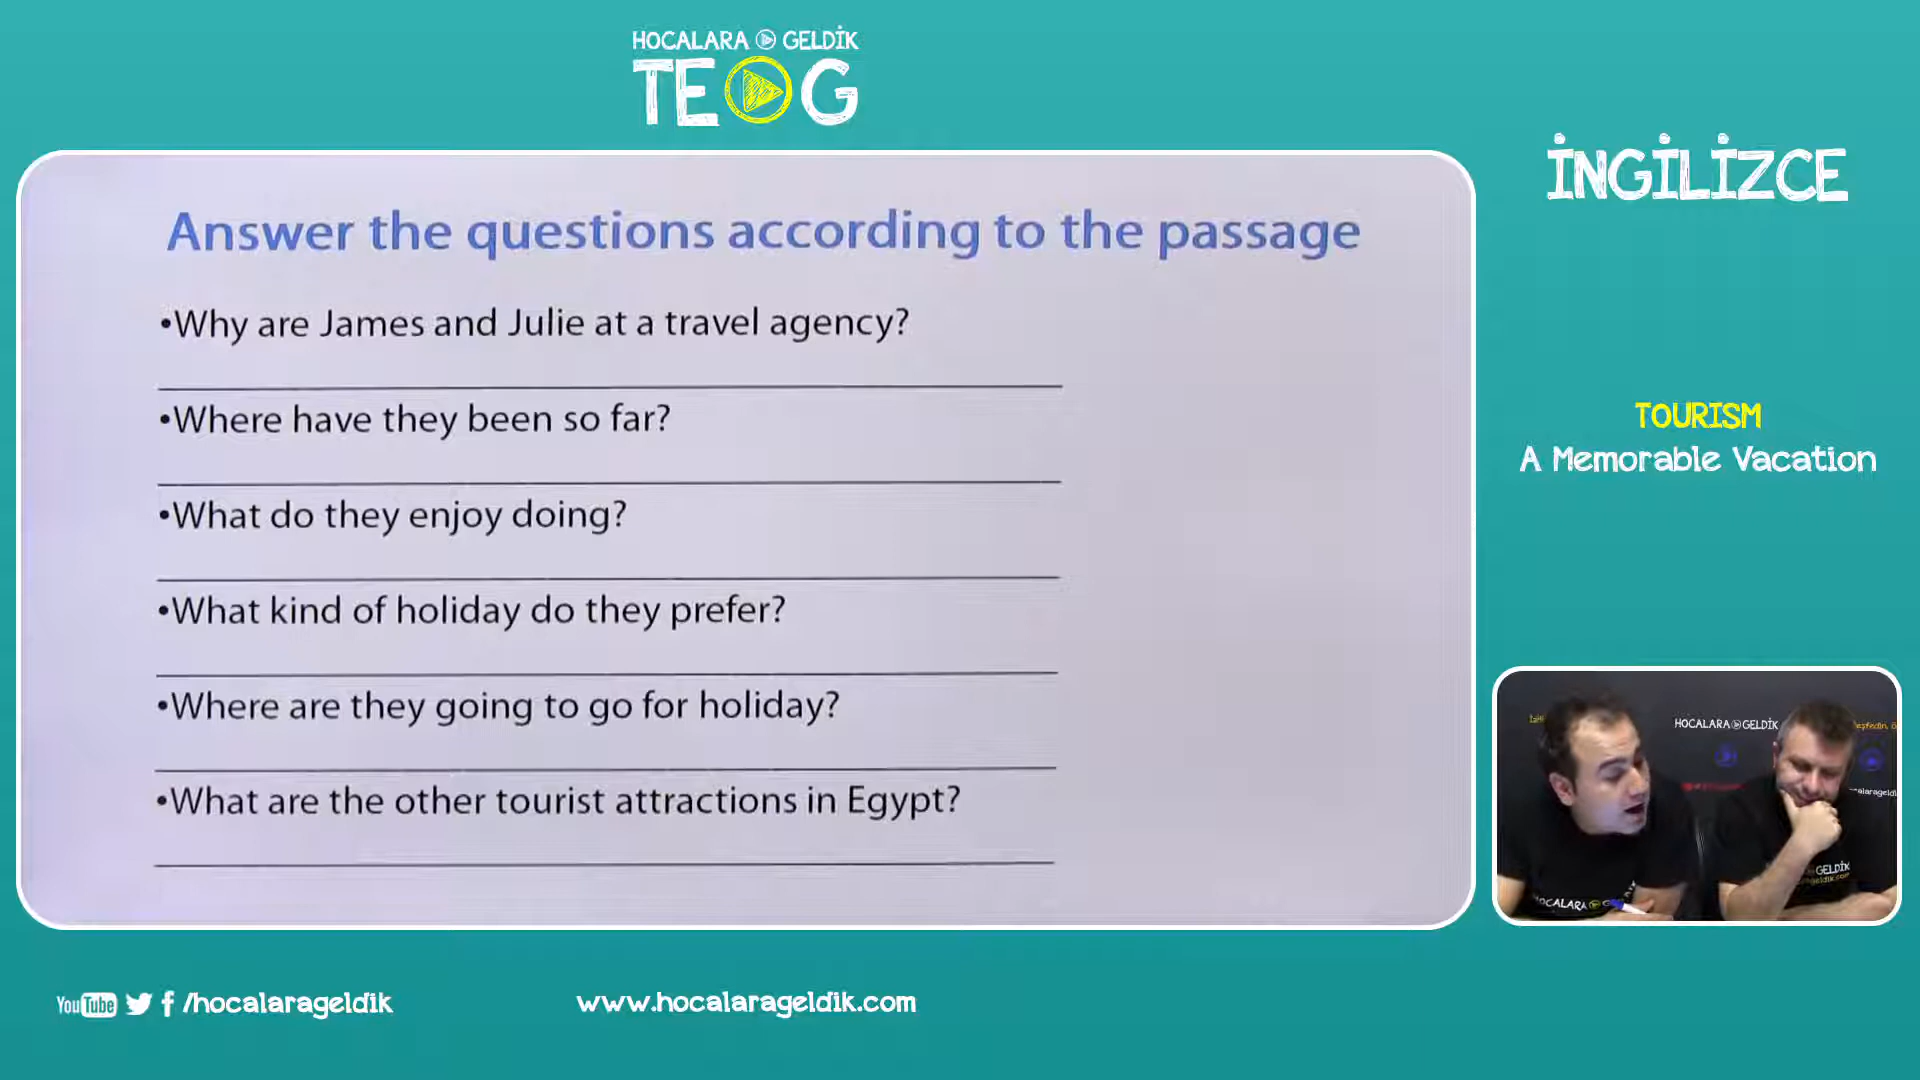 HOCALARA GELDİK
TEOG
İNGİLİZCE
Answer the questions according to the passage
•Why are James and Julie at a travel agency?
•Where have they been so far?
•What do they enjoy doing?
•What kind of holiday do they prefer?
•Where are they going to go for holiday?
•What are the other tourist attractions in Egypt?
TOURISM
A Memorable Vacation
HOCALARA GELDİK
GELDİK
HOCALARA
YouTube /hocalarageldik
www.hocalarageldik.com